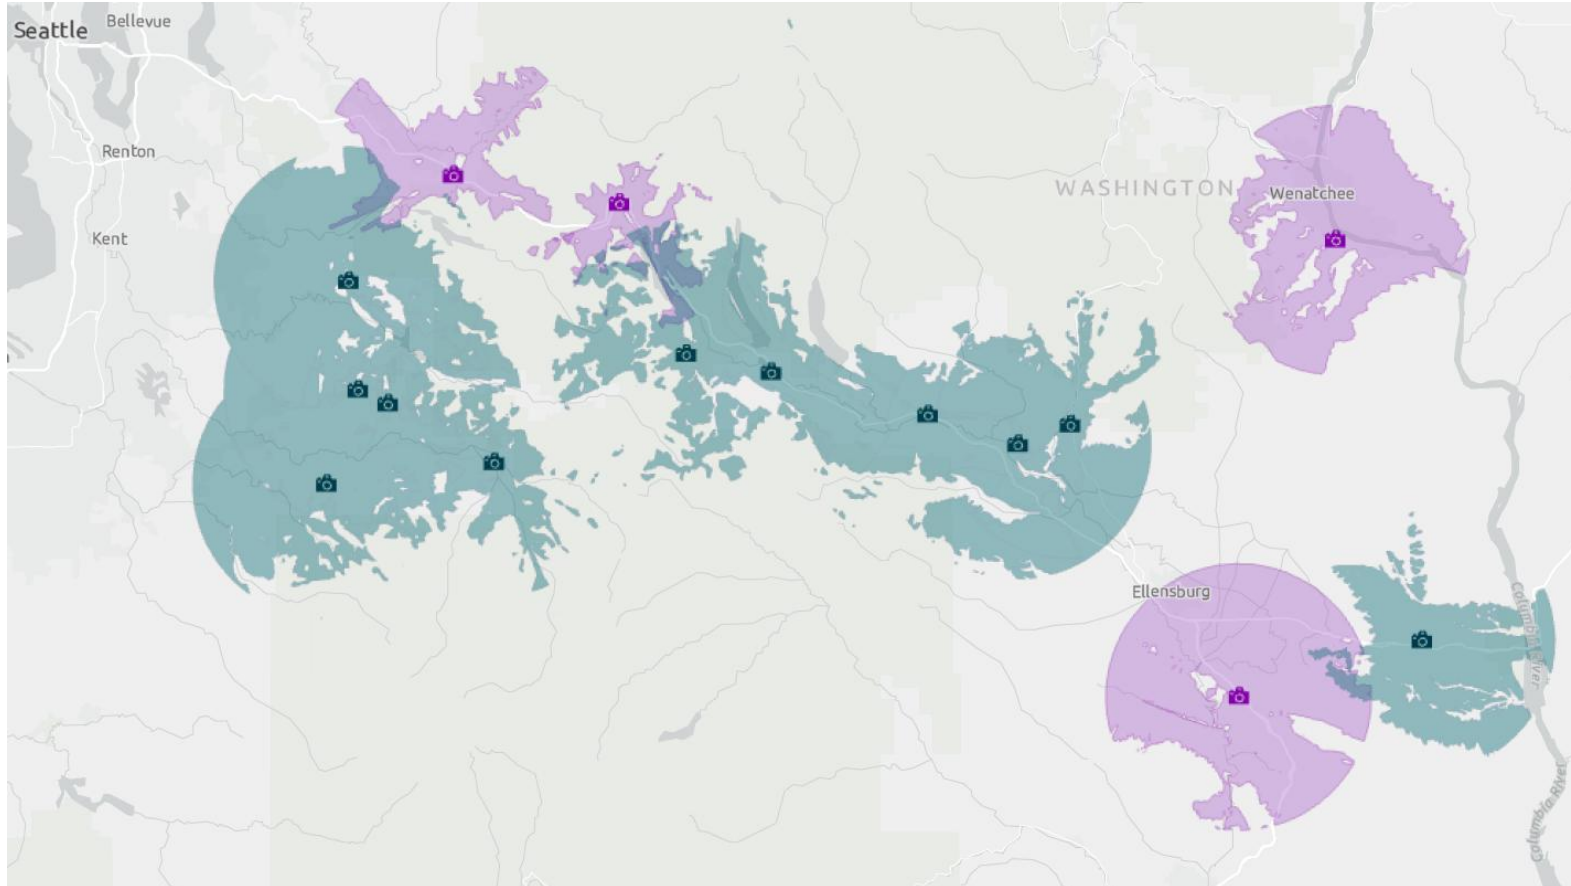 Seattle
Bellevue
Renton
Kent
WASHINGTON
Wenatchee
Ellensburg
Columbia River
Columbia River